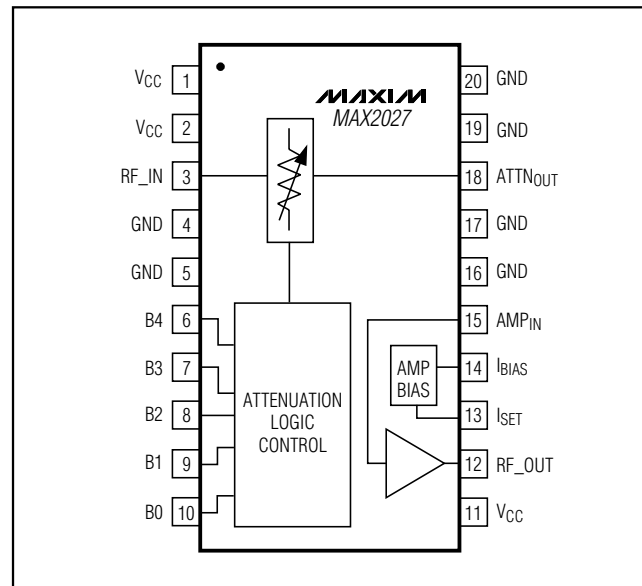 MAXIM
MAX2027
VCC 1
VCC 2
RF_IN 3
GND 4
GND 5
B4 6
B3 7
B2 8
B1 9
B0 10
20 GND
19 GND
18 ATTNOUT
17 GND
16 GND
15 AMPIN
14 IBIAS
13 ISET
12 RF_OUT
11 VCC
ATTENUATION
LOGIC
CONTROL
AMP
BIAS